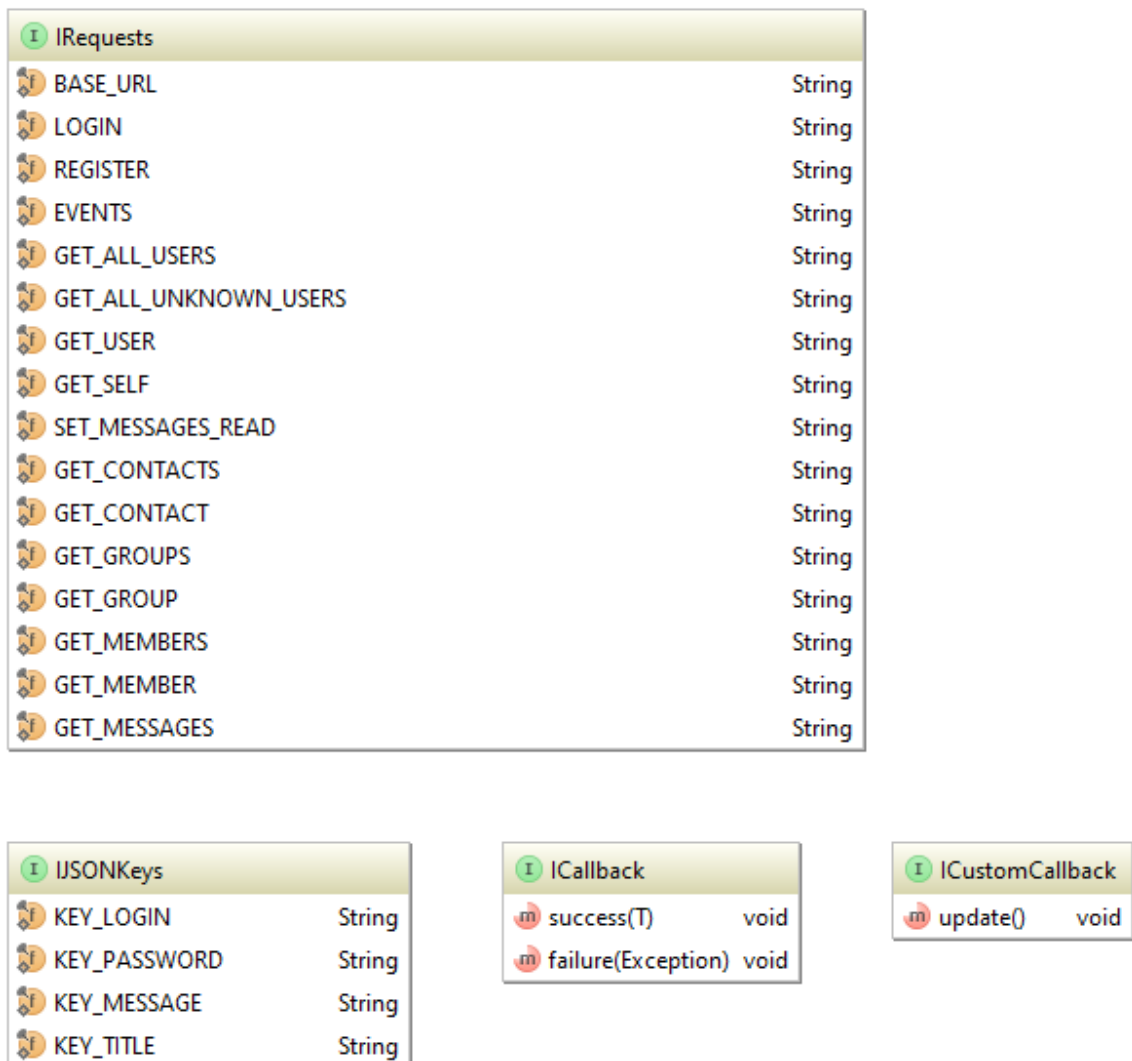 I IRequests
f BASE_URL String
f LOGIN String
f REGISTER String
f EVENTS String
f GET_ALL_USERS String
f GET_ALL_UNKNOWN_USERS String
f GET_USER String
f GET_SELF String
f SET_MESSAGES_READ String
f GET_CONTACTS String
f GET_CONTACT String
f GET_GROUPS String
f GET_GROUP String
f GET_MEMBERS String
f GET_MEMBER String
f GET_MESSAGES String
I IJSONKeys
f KEY_LOGIN String
f KEY_PASSWORD String
f KEY_MESSAGE String
f KEY_TITLE String
I ICallback
m success(T) void
m failure(Exception) void
I ICustomCallback
m update() void